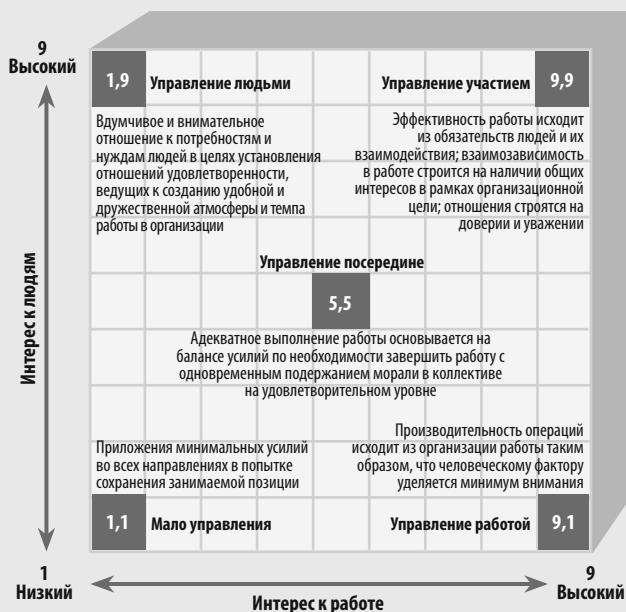 9
Высокий
1,9
Управление людьми
Управление участием
9,9
Вдумчивое и внимательное
отношение к потребностям и
нуждам людей в целях установления
отношений удовлетворенности,
ведущих к созданию удобной и
дружественной атмосферы и темпа
работы в организации
Эффективность работы исходит
из обязательств людей и их
взаимодействия; взаимозависимость
в работе строится на наличии общих
интересов в рамках организационной
цели; отношения строятся на
доверии и уважении
Управление посередине
5,5
Адекватное выполнение работы основывается на
балансе усилий по необходимости завершить работу с
одновременным подержанием морали в коллективе
на удовлетворительном уровне
Интерес к людям
Приложения минимальных усилий
во всех направлениях в попытке
сохранения занимаемой позиции
Производительность операций
исходит из организации работы таким
образом, что человеческому фактору
уделяется минимум внимания
1,1
Мало управления
Управление работой
9,1
1
Низкий
Интерес к работе
9
Высокий